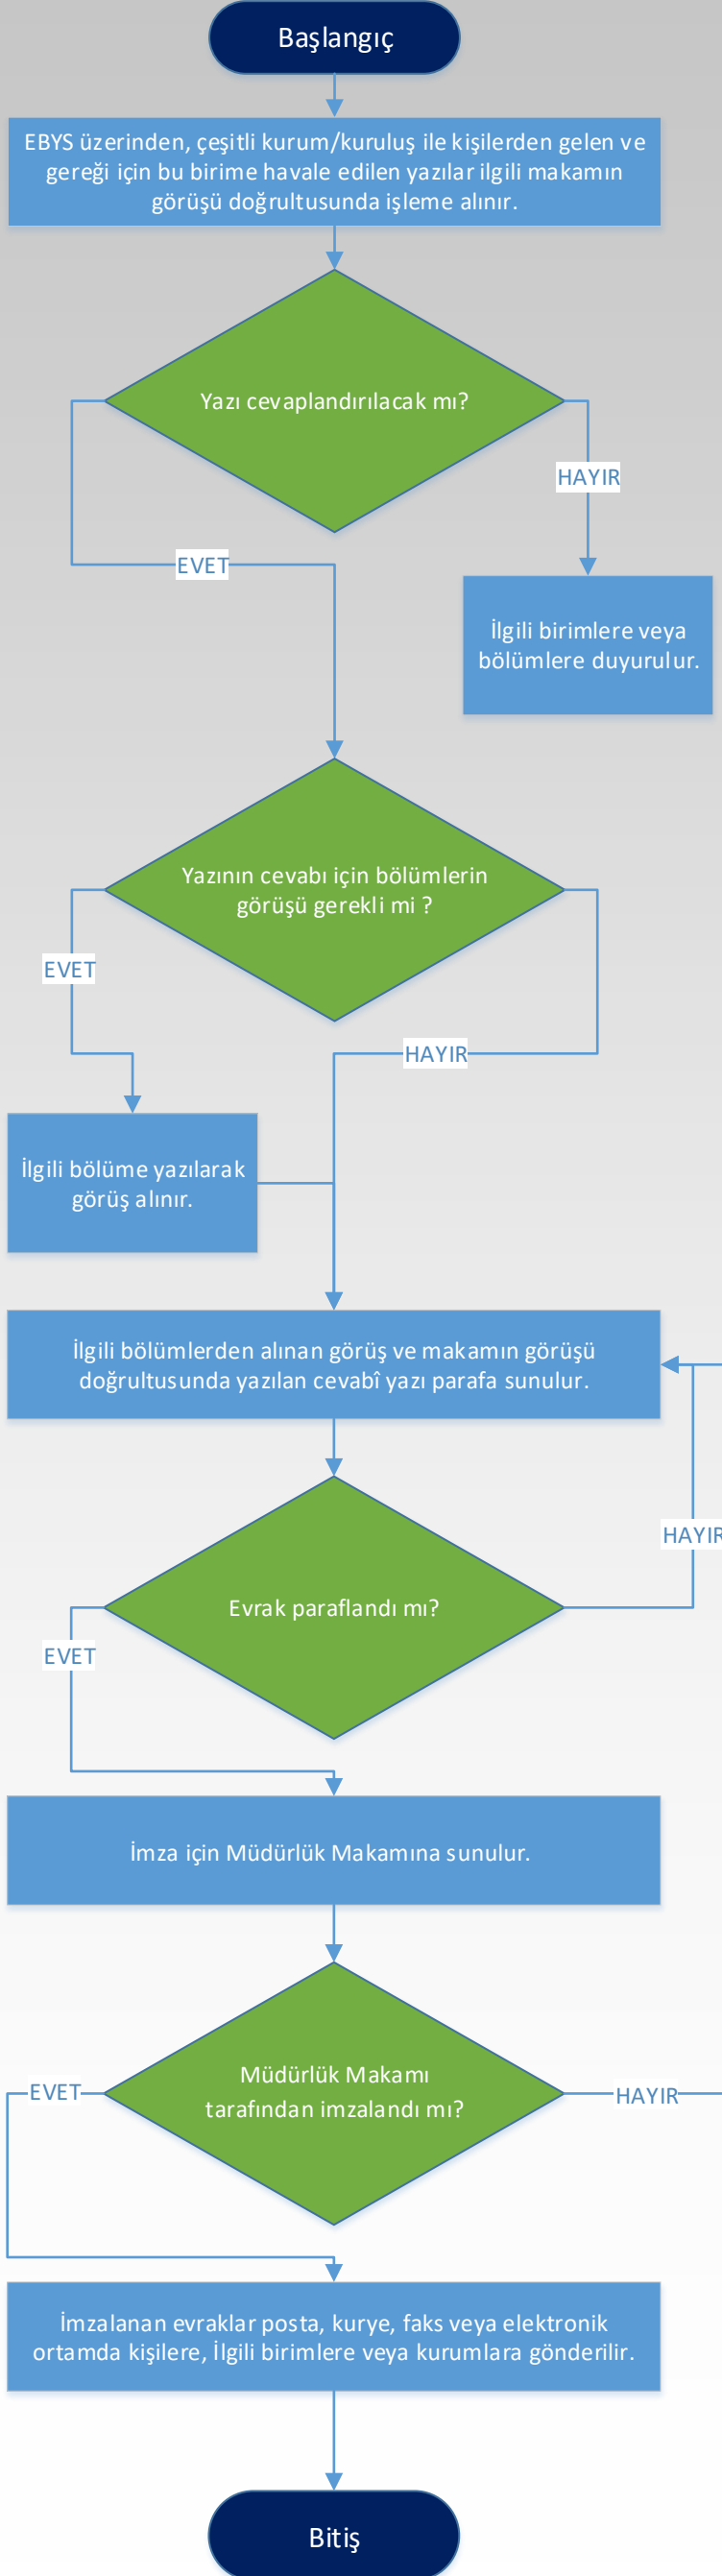 Başlangıç
EBYS üzerinden, çeşitli kurum/kuruluş ile kişilerden gelen ve
gereği için bu birime havale edilen yazılar ilgili makamın
görüşü doğrultusunda işleme alınır.
Yazı cevaplandırılacak mı?
HAYIR
EVET
İlgili birimlere veya
bölümlere duyurulur.
Yazının cevabı için bölümlerin
görüşü gerekli mi ?
EVET
HAYIR
İlgili bölüme yazılarak
görüş alınır.
İlgili bölümlerden alınan görüş ve makamın görüşü
doğrultusunda yazılan cevabî yazı parafa sunulur.
HAYIR
Evrak paraflandı mı?
EVET
İmza için Müdürlük Makamına sunulur.
Müdürlük Makamı
tarafından imzalandı mı?
EVET
HAYIR
İmzalanan evraklar posta, kurye, faks veya elektronik
ortamda kişilere, İlgili birimlere veya kurumlara gönderilir.
Bitiş